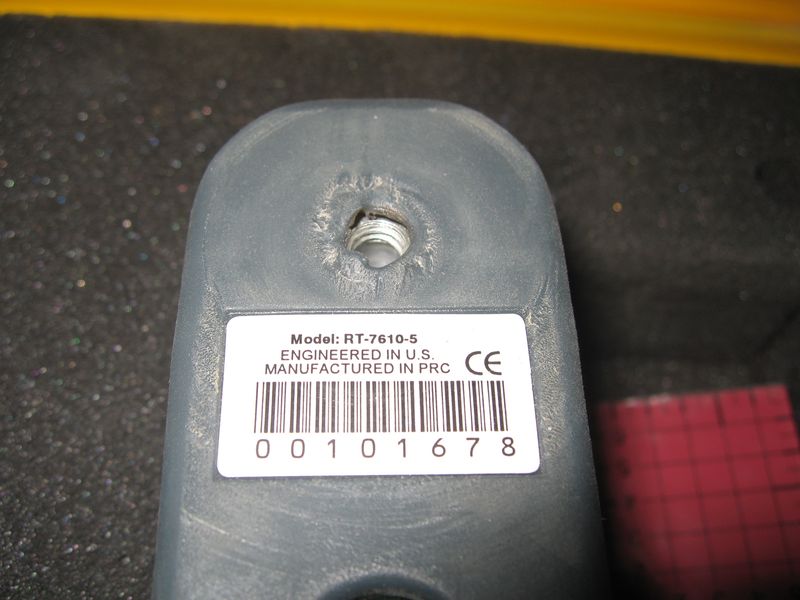 Model: RT-7610-5
ENGINEERED IN U.S.
MANUFACTURED IN PRC CE
00101678